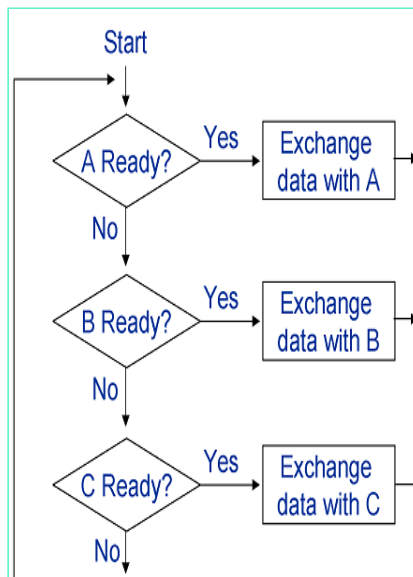 Start
A Ready?
Yes
Exchange
data with A
No
B Ready?
Yes
Exchange
data with B
No
C Ready?
Yes
Exchange
data with C
No